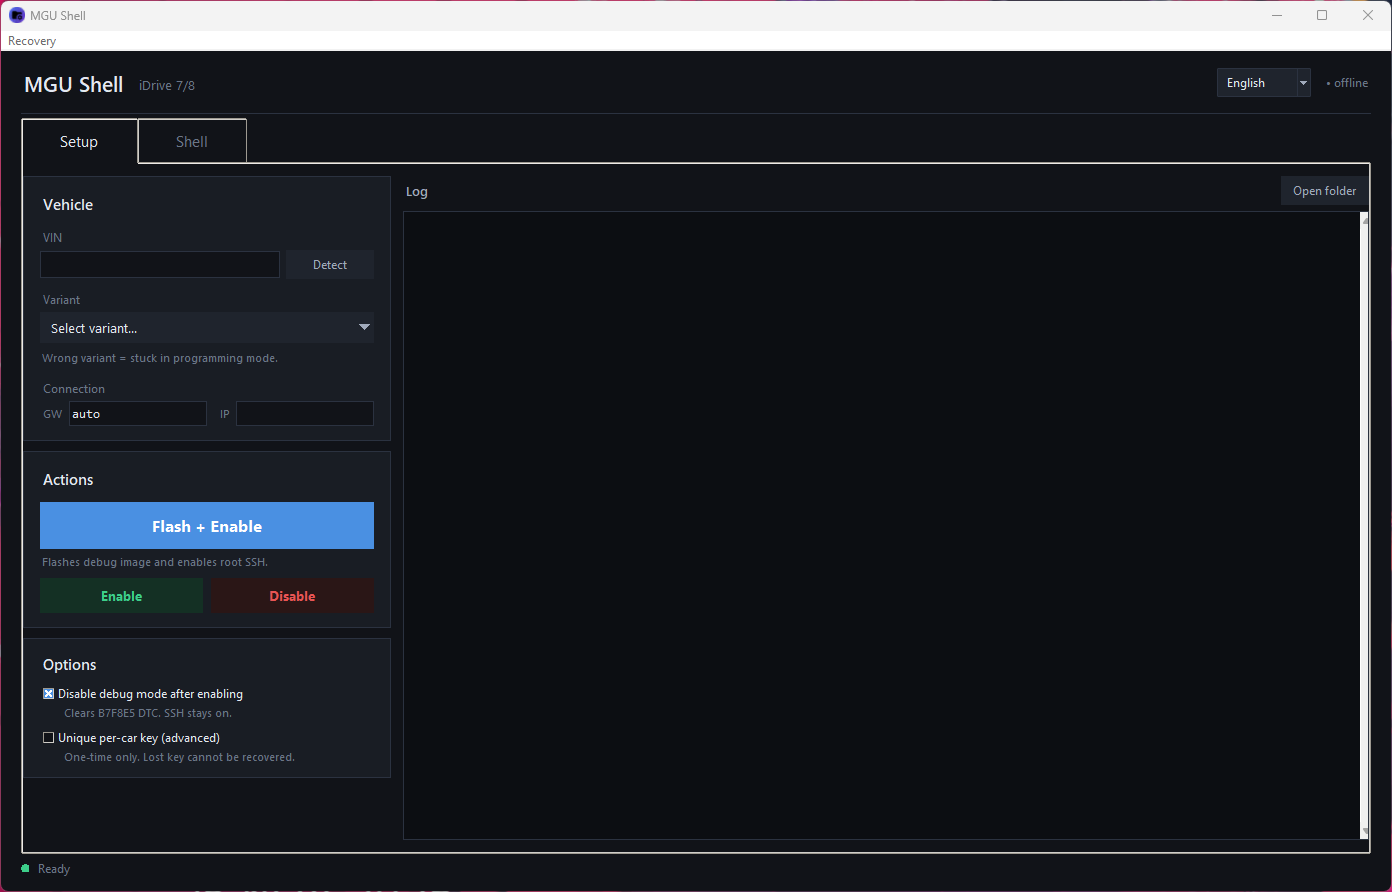 MGU Shell
Recovery
MGU Shell iDrive 7/8
English
• offline
Setup
Shell
Vehicle
VIN
Detect
Variant
Select variant...
Wrong variant = stuck in programming mode.
Connection
GW auto IP
Actions
Flash + Enable
Flashes debug image and enables root SSH.
Enable
Disable
Options
Disable debug mode after enabling
Clears B7F8E5 DTC. SSH stays on.
Unique per-car key (advanced)
One-time only. Lost key cannot be recovered.
Log
Open folder
Ready